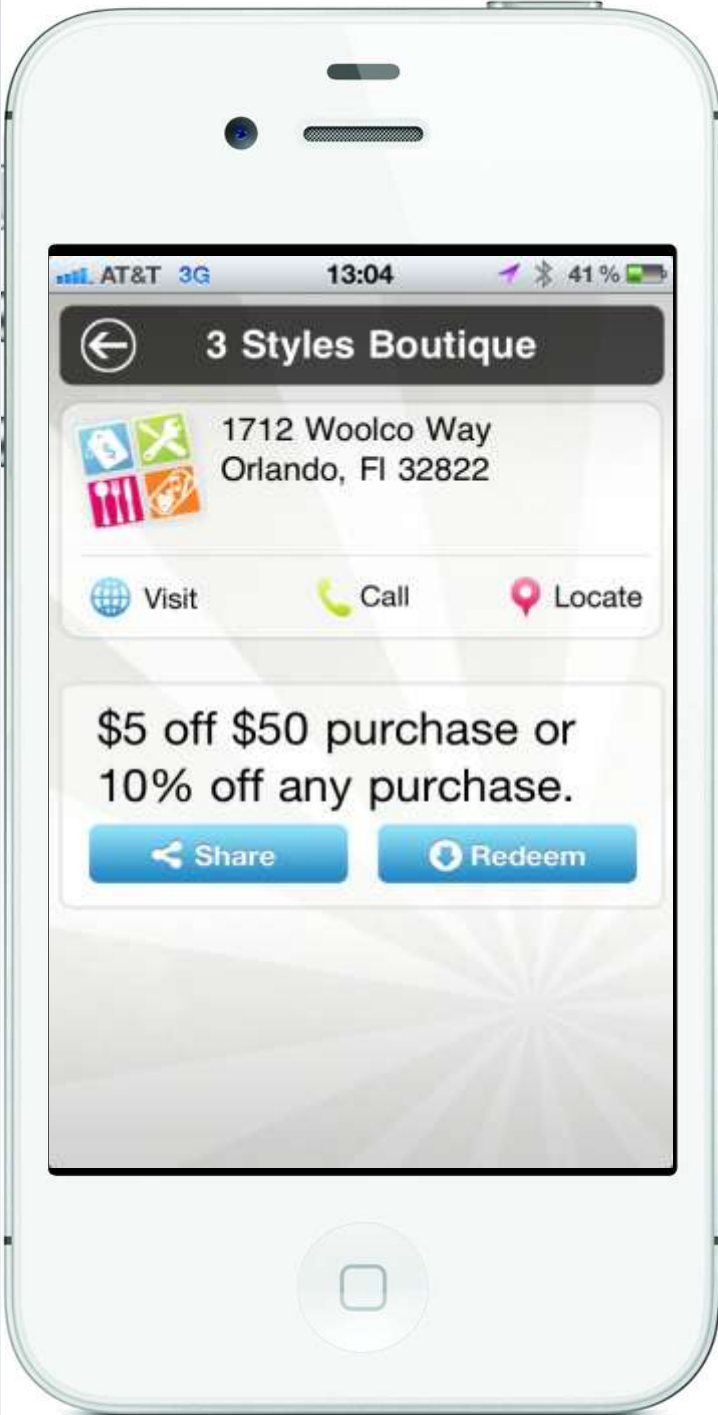 AT&T 3G 13:04 41%
3 Styles Boutique
1712 Woolco Way
Orlando, Fl 32822
Visit Call Locate
$5 off $50 purchase or
10% off any purchase.
Share Redeem